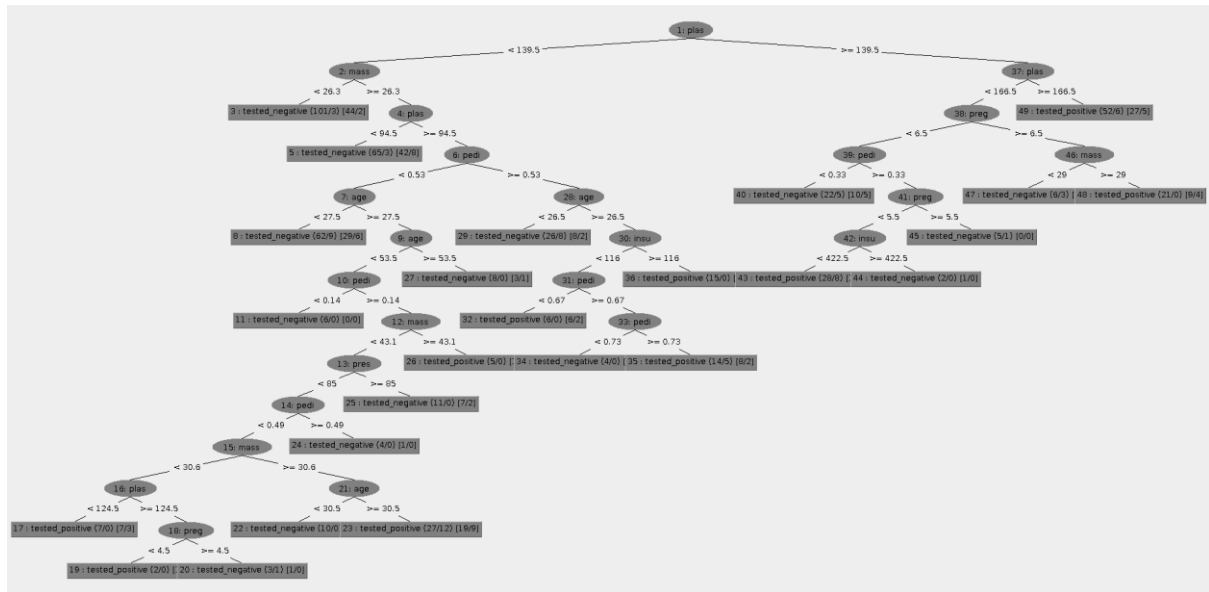 1: plas
< 139.5 >= 139.5
2: mass 37: plas
< 26.3 >= 26.3 < 166.5 >= 166.5
3 : tested_negative (101/3) [44/2] 4: plas 38: preg 49 : tested_positive (52/6) [27/5]
< 94.5 >= 94.5 < 6.5 >= 6.5
5 : tested_negative (65/3) [42/8] 6: pedi 39: pedi 46: mass
< 0.53 >= 0.53 < 0.33 >= 0.33 < 29 >= 29
7: age 28: age 40 : tested_negative (22/5) [10/5] 41: preg 47 : tested_negative (6/3) [ 48 : tested_positive (21/0) [9/4]
< 27.5 >= 27.5 < 26.5 >= 26.5 < 5.5 >= 5.5
8 : tested_negative (62/9) [29/6] 9: age 29 : tested_negative (26/8) [8/2] 30: insu 42: insu 45 : tested_negative (5/1) [0/0]
< 53.5 >= 53.5 < 116 >= 116 < 422.5 >= 422.5
10: pedi 27 : tested_negative (8/0) [3/1] 31: pedi 36 : tested_positive (15/0) 43 : tested_positive (28/8) [ 44 : tested_negative (2/0) [1/0]
< 0.14 >= 0.14 < 0.67 >= 0.67
11 : tested_negative (6/0) [0/0] 12: mass 32 : tested_positive (6/0) [6/2] 33: pedi
< 43.1 >= 43.1 < 0.73 >= 0.73
13: pres 26 : tested_positive (5/0) [ 34 : tested_negative (4/0) [ 35 : tested_positive (14/5) [8/2]
< 85 >= 85
14: pedi 25 : tested_negative (11/0) [7/2]
< 0.49 >= 0.49
15: mass 24 : tested_negative (4/0) [1/0]
< 30.6 >= 30.6
16: plas 21: age
< 124.5 >= 124.5 < 30.5 >= 30.5
17 : tested_positive (7/0) [7/3] 18: preg 22 : tested_negative (10/0 23 : tested_positive (27/12) [19/9]
< 4.5 >= 4.5
19 : tested_positive (2/0) [ 20 : tested_negative (3/1) [1/0]